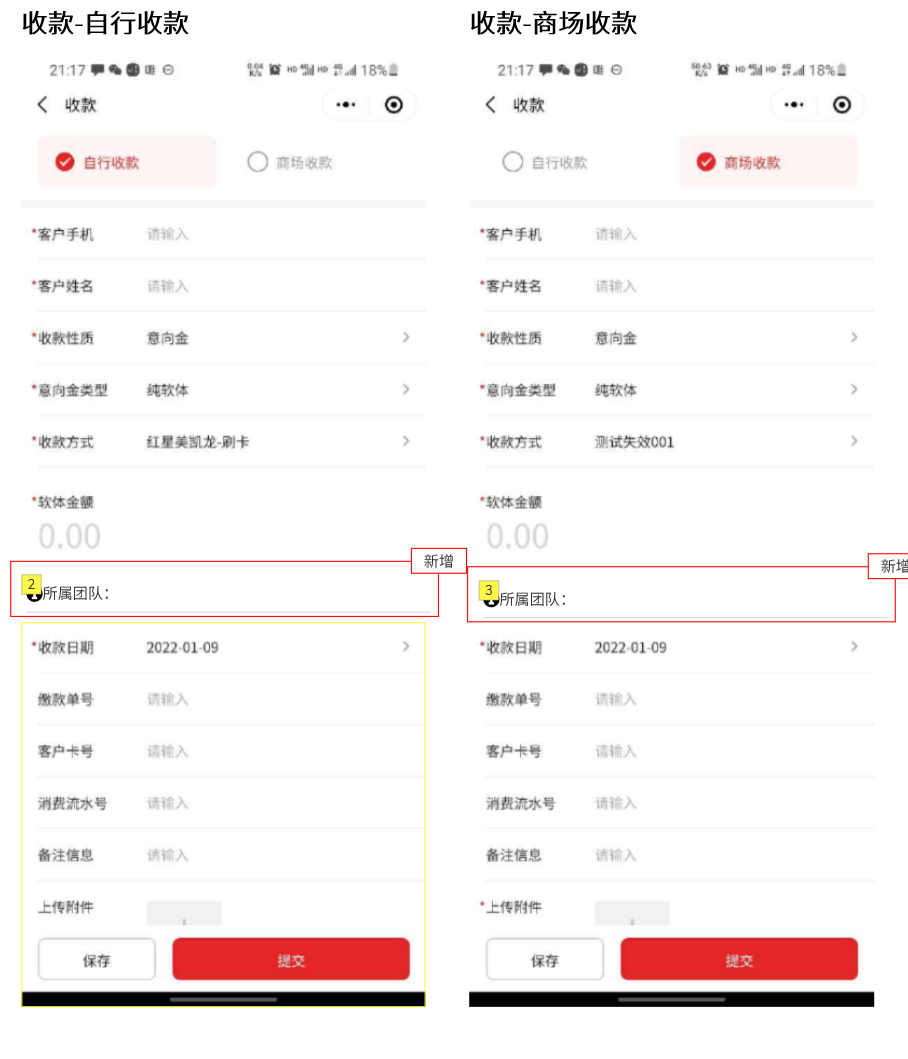 收款-自行收款
21:17
0.04 K/s HD 4G HD 4G 18%
收款
自行收款
商场收款
*客户手机 请输入
*客户姓名 请输入
*收款性质 意向金
*意向金类型 纯软体
*收款方式 红星美凯龙-刷卡
*软体金额
0.00
新增
2
所属团队：
*收款日期 2022-01-09
缴款单号 请输入
客户卡号 请输入
消费流水号 请输入
备注信息 请输入
上传附件
保存
提交
收款-商场收款
21:17
50.63 K/s HD 4G HD 4G 18%
收款
自行收款
商场收款
*客户手机 请输入
*客户姓名 请输入
*收款性质 意向金
*意向金类型 纯软体
*收款方式 测试失效001
*软体金额
0.00
新增
3
所属团队：
*收款日期 2022-01-09
缴款单号 请输入
客户卡号 请输入
消费流水号 请输入
备注信息 请输入
*上传附件
保存
提交